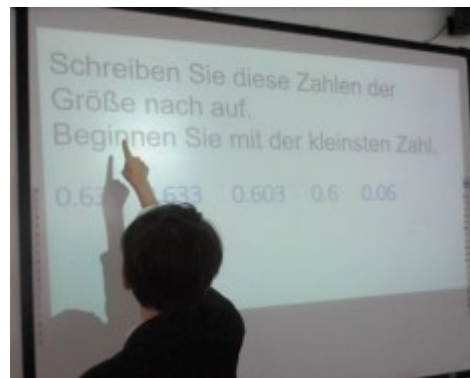 Schreiben Sie diese Zahlen der
Größe nach auf.
Beginnen Sie mit der kleinsten Zahl.
0.603 0.6 0.06